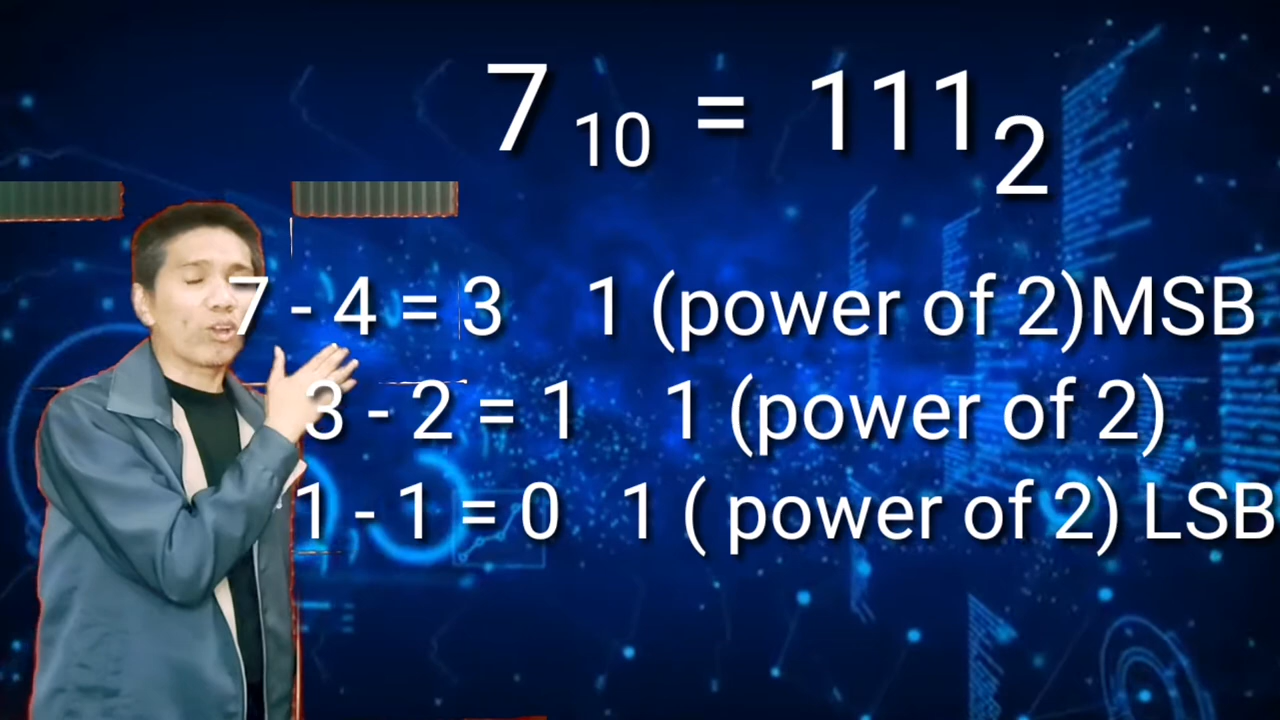 7 10 = 111 2
7 - 4 = 3 1 (power of 2)MSB
3 - 2 = 1 1 (power of 2)
1 - 1 = 0 1 ( power of 2) LSB